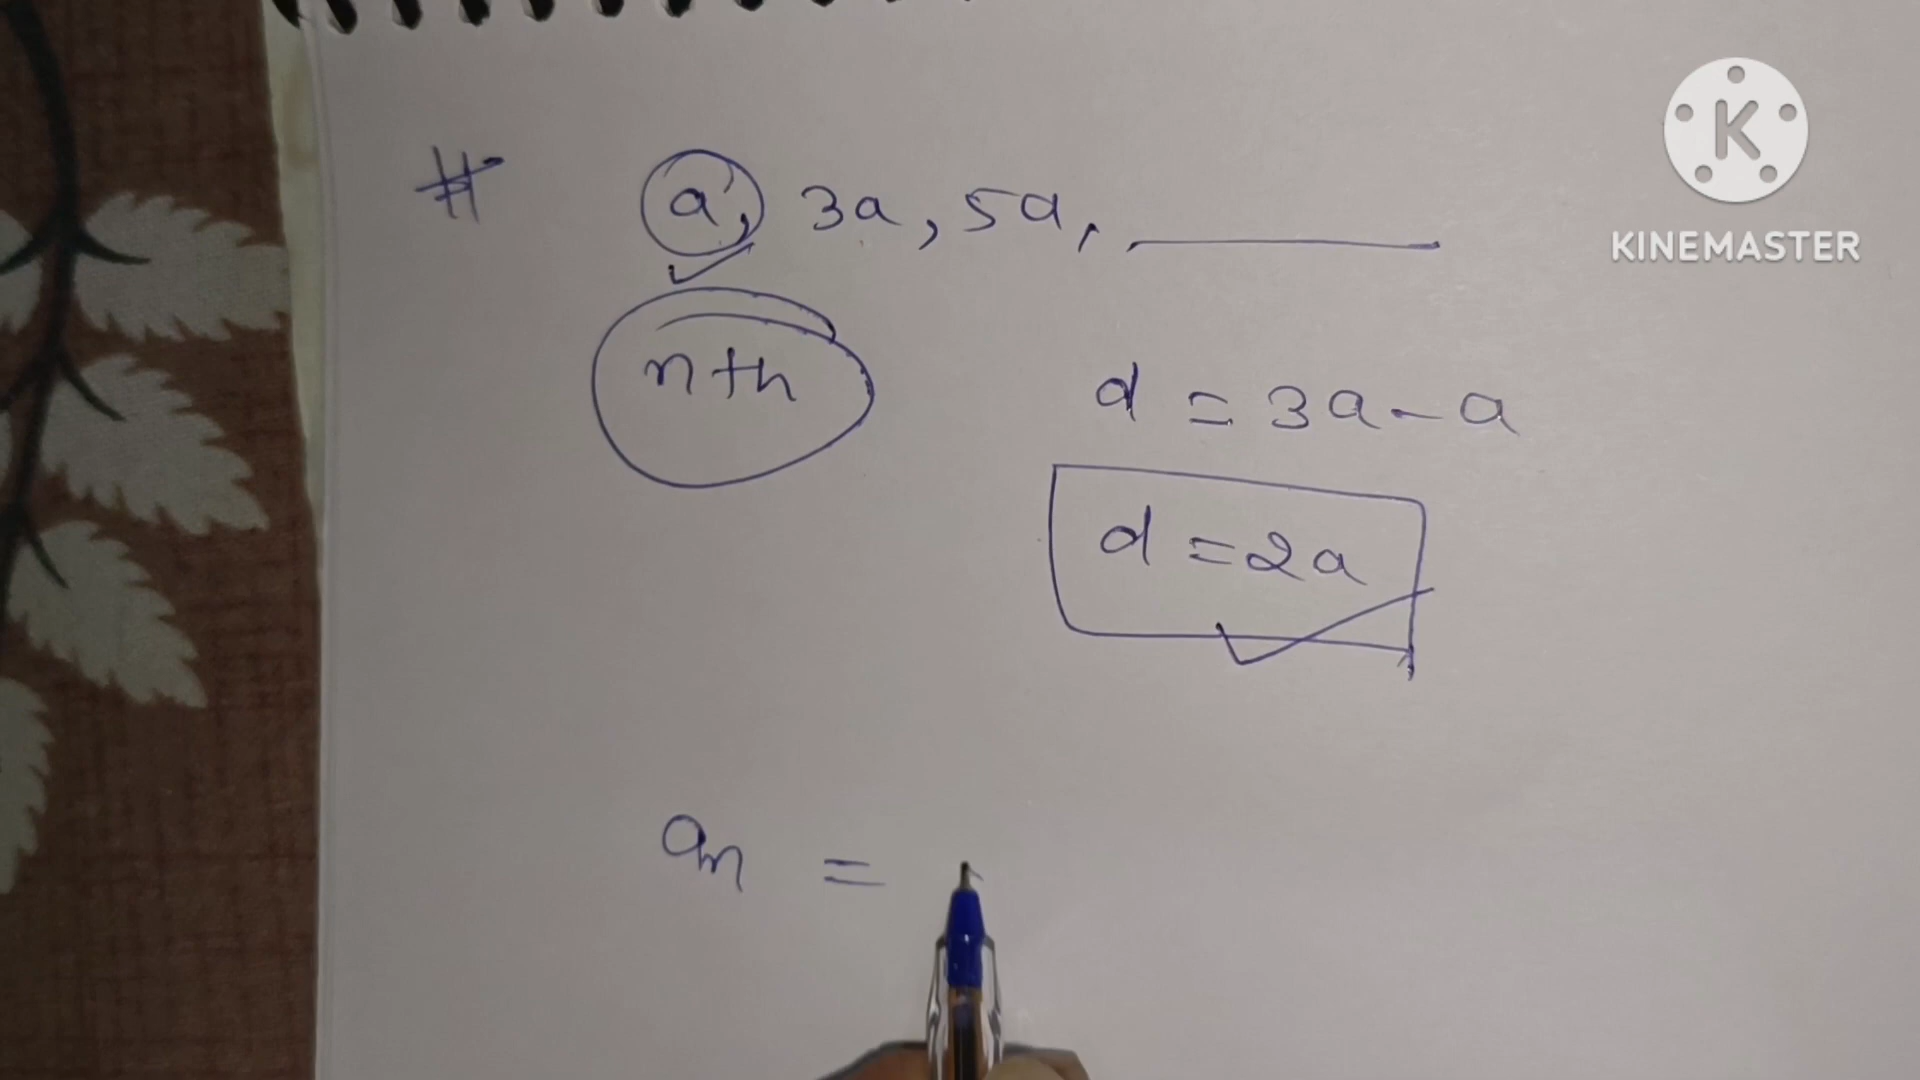 # a, 3a, 5a, ______
nth
d = 3a - a
d = 2a
an =
K
KINEMASTER